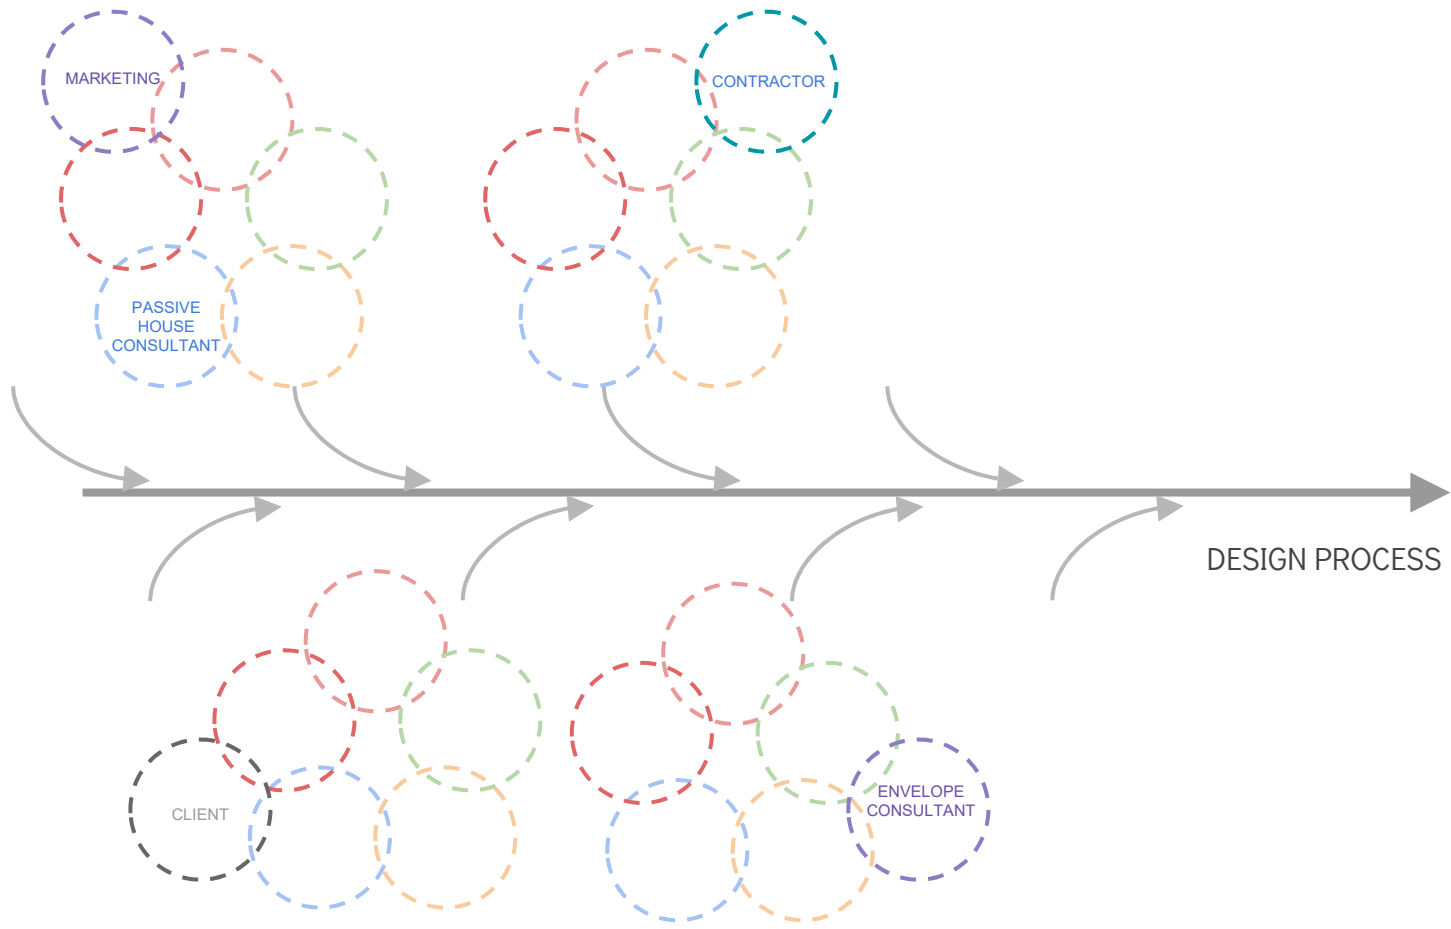 MARKETING
CONTRACTOR
PASSIVE
HOUSE
CONSULTANT
DESIGN PROCESS
CLIENT
ENVELOPE
CONSULTANT